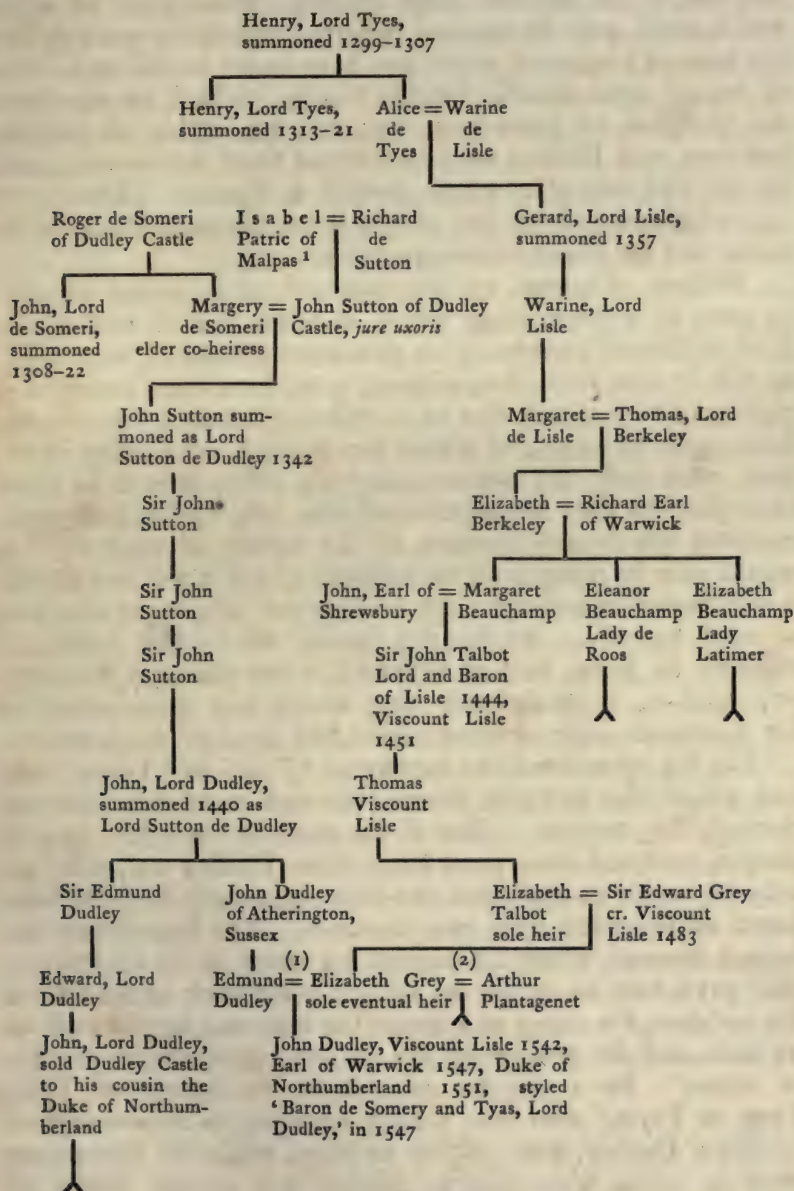 Henry, Lord Tyes,
summoned 1299–1307
Henry, Lord Tyes,
summoned 1313–21
Alice = Warine
de de
Tyes Lisle
Roger de Someri
of Dudley Castle
Isabel = Richard
Patric of de
Malpas 1 Sutton
Gerard, Lord Lisle,
summoned 1357
John, Lord
de Someri,
summoned
1308–22
Margery = John Sutton of Dudley
de Someri Castle, jure uxoris
elder co-heiress
Warine, Lord
Lisle
John Sutton sum-
moned as Lord
Sutton de Dudley 1342
Margaret = Thomas, Lord
de Lisle Berkeley
Sir John
Sutton
Elizabeth = Richard Earl
Berkeley of Warwick
Sir John
Sutton
John, Earl of = Margaret
Shrewsbury Beauchamp
Eleanor
Beauchamp
Lady de
Roos
Elizabeth
Beauchamp
Lady
Latimer
Sir John
Sutton
Sir John Talbot
Lord and Baron
of Lisle 1444,
Viscount Lisle
1451
John, Lord Dudley,
summoned 1440 as
Lord Sutton de Dudley
Thomas
Viscount
Lisle
Sir Edmund
Dudley
John Dudley
of Atherington,
Sussex
Elizabeth = Sir Edward Grey
Talbot cr. Viscount
sole heir Lisle 1483
Edward, Lord
Dudley
(1) (2)
Edmund = Elizabeth Grey = Arthur
Dudley sole eventual heir Plantagenet
John, Lord Dudley,
sold Dudley Castle
to his cousin the
Duke of Northum-
berland
John Dudley, Viscount Lisle 1542,
Earl of Warwick 1547, Duke of
Northumberland 1551, styled
‘Baron de Somery and Tyas, Lord
Dudley,’ in 1547